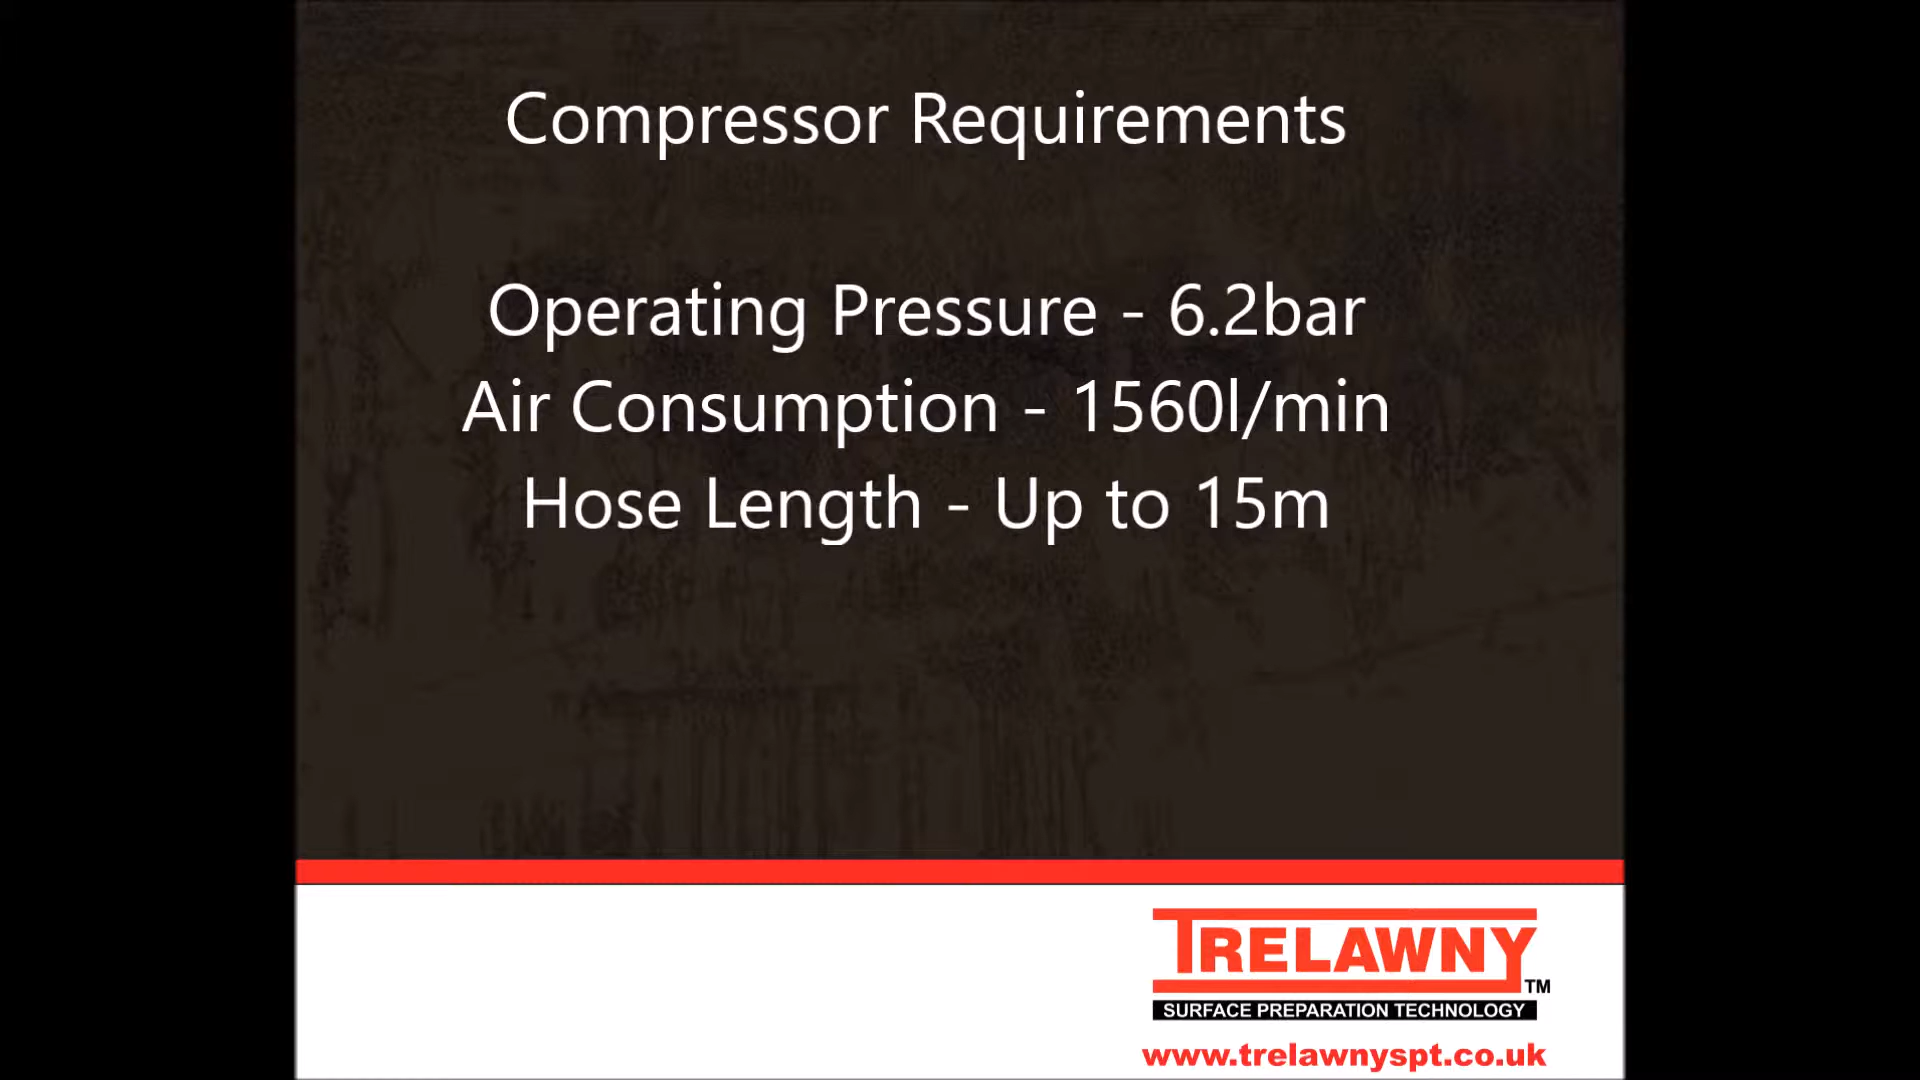 Compressor Requirements
Operating Pressure - 6.2bar
Air Consumption - 1560l/min
Hose Length - Up to 15m
TRELAWNY™
SURFACE PREPARATION TECHNOLOGY
www.trelawnyspt.co.uk